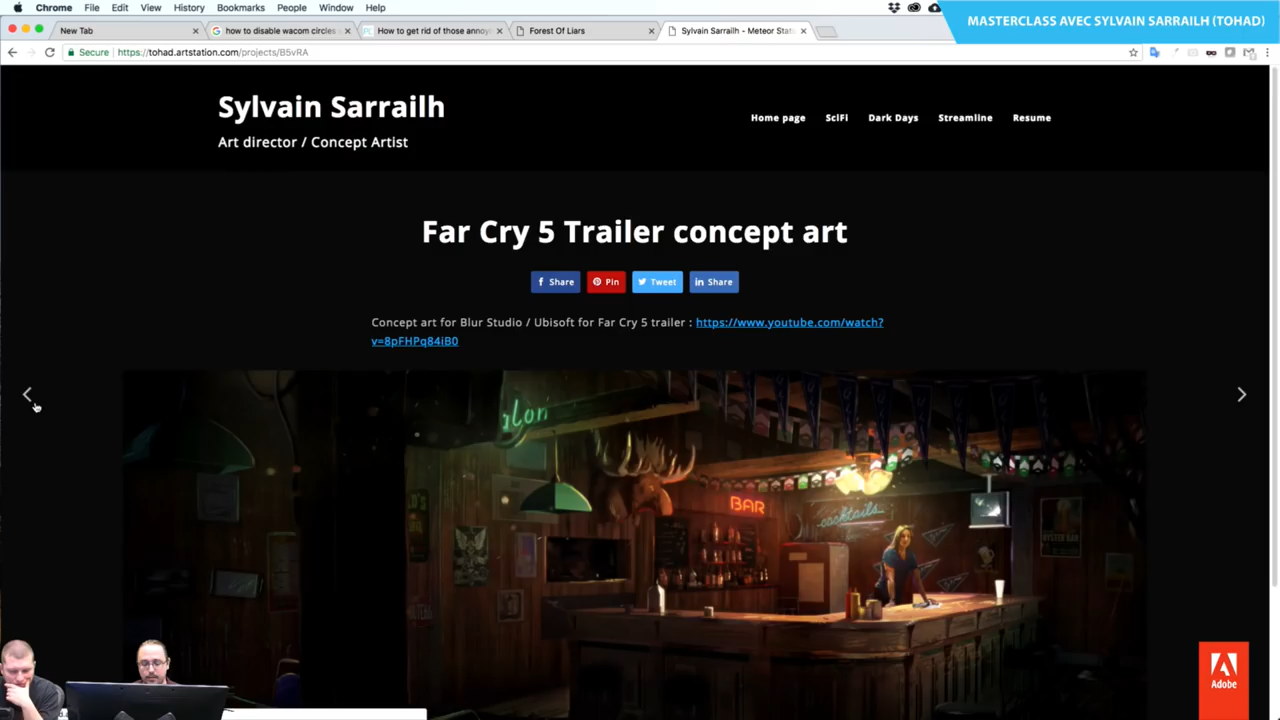 Chrome File Edit View History Bookmarks People Window Help
MASTERCLASS AVEC SYLVAIN SARRAILH (TOHAD)
New Tab
how to disable wacom circles
How to get rid of those annoy
Forest Of Liars
Sylvain Sarrailh - Meteor Stat
Secure https://tohad.artstation.com/projects/B5vRA
Sylvain Sarrailh
Art director / Concept Artist
Home page SciFi Dark Days Streamline Resume
Far Cry 5 Trailer concept art
Share Pin Tweet Share
Concept art for Blur Studio / Ubisoft for Far Cry 5 trailer : https://www.youtube.com/watch?
v=8pFHPq84iB0
alon
BAR
cocktails
OYSTER BAR
Adobe